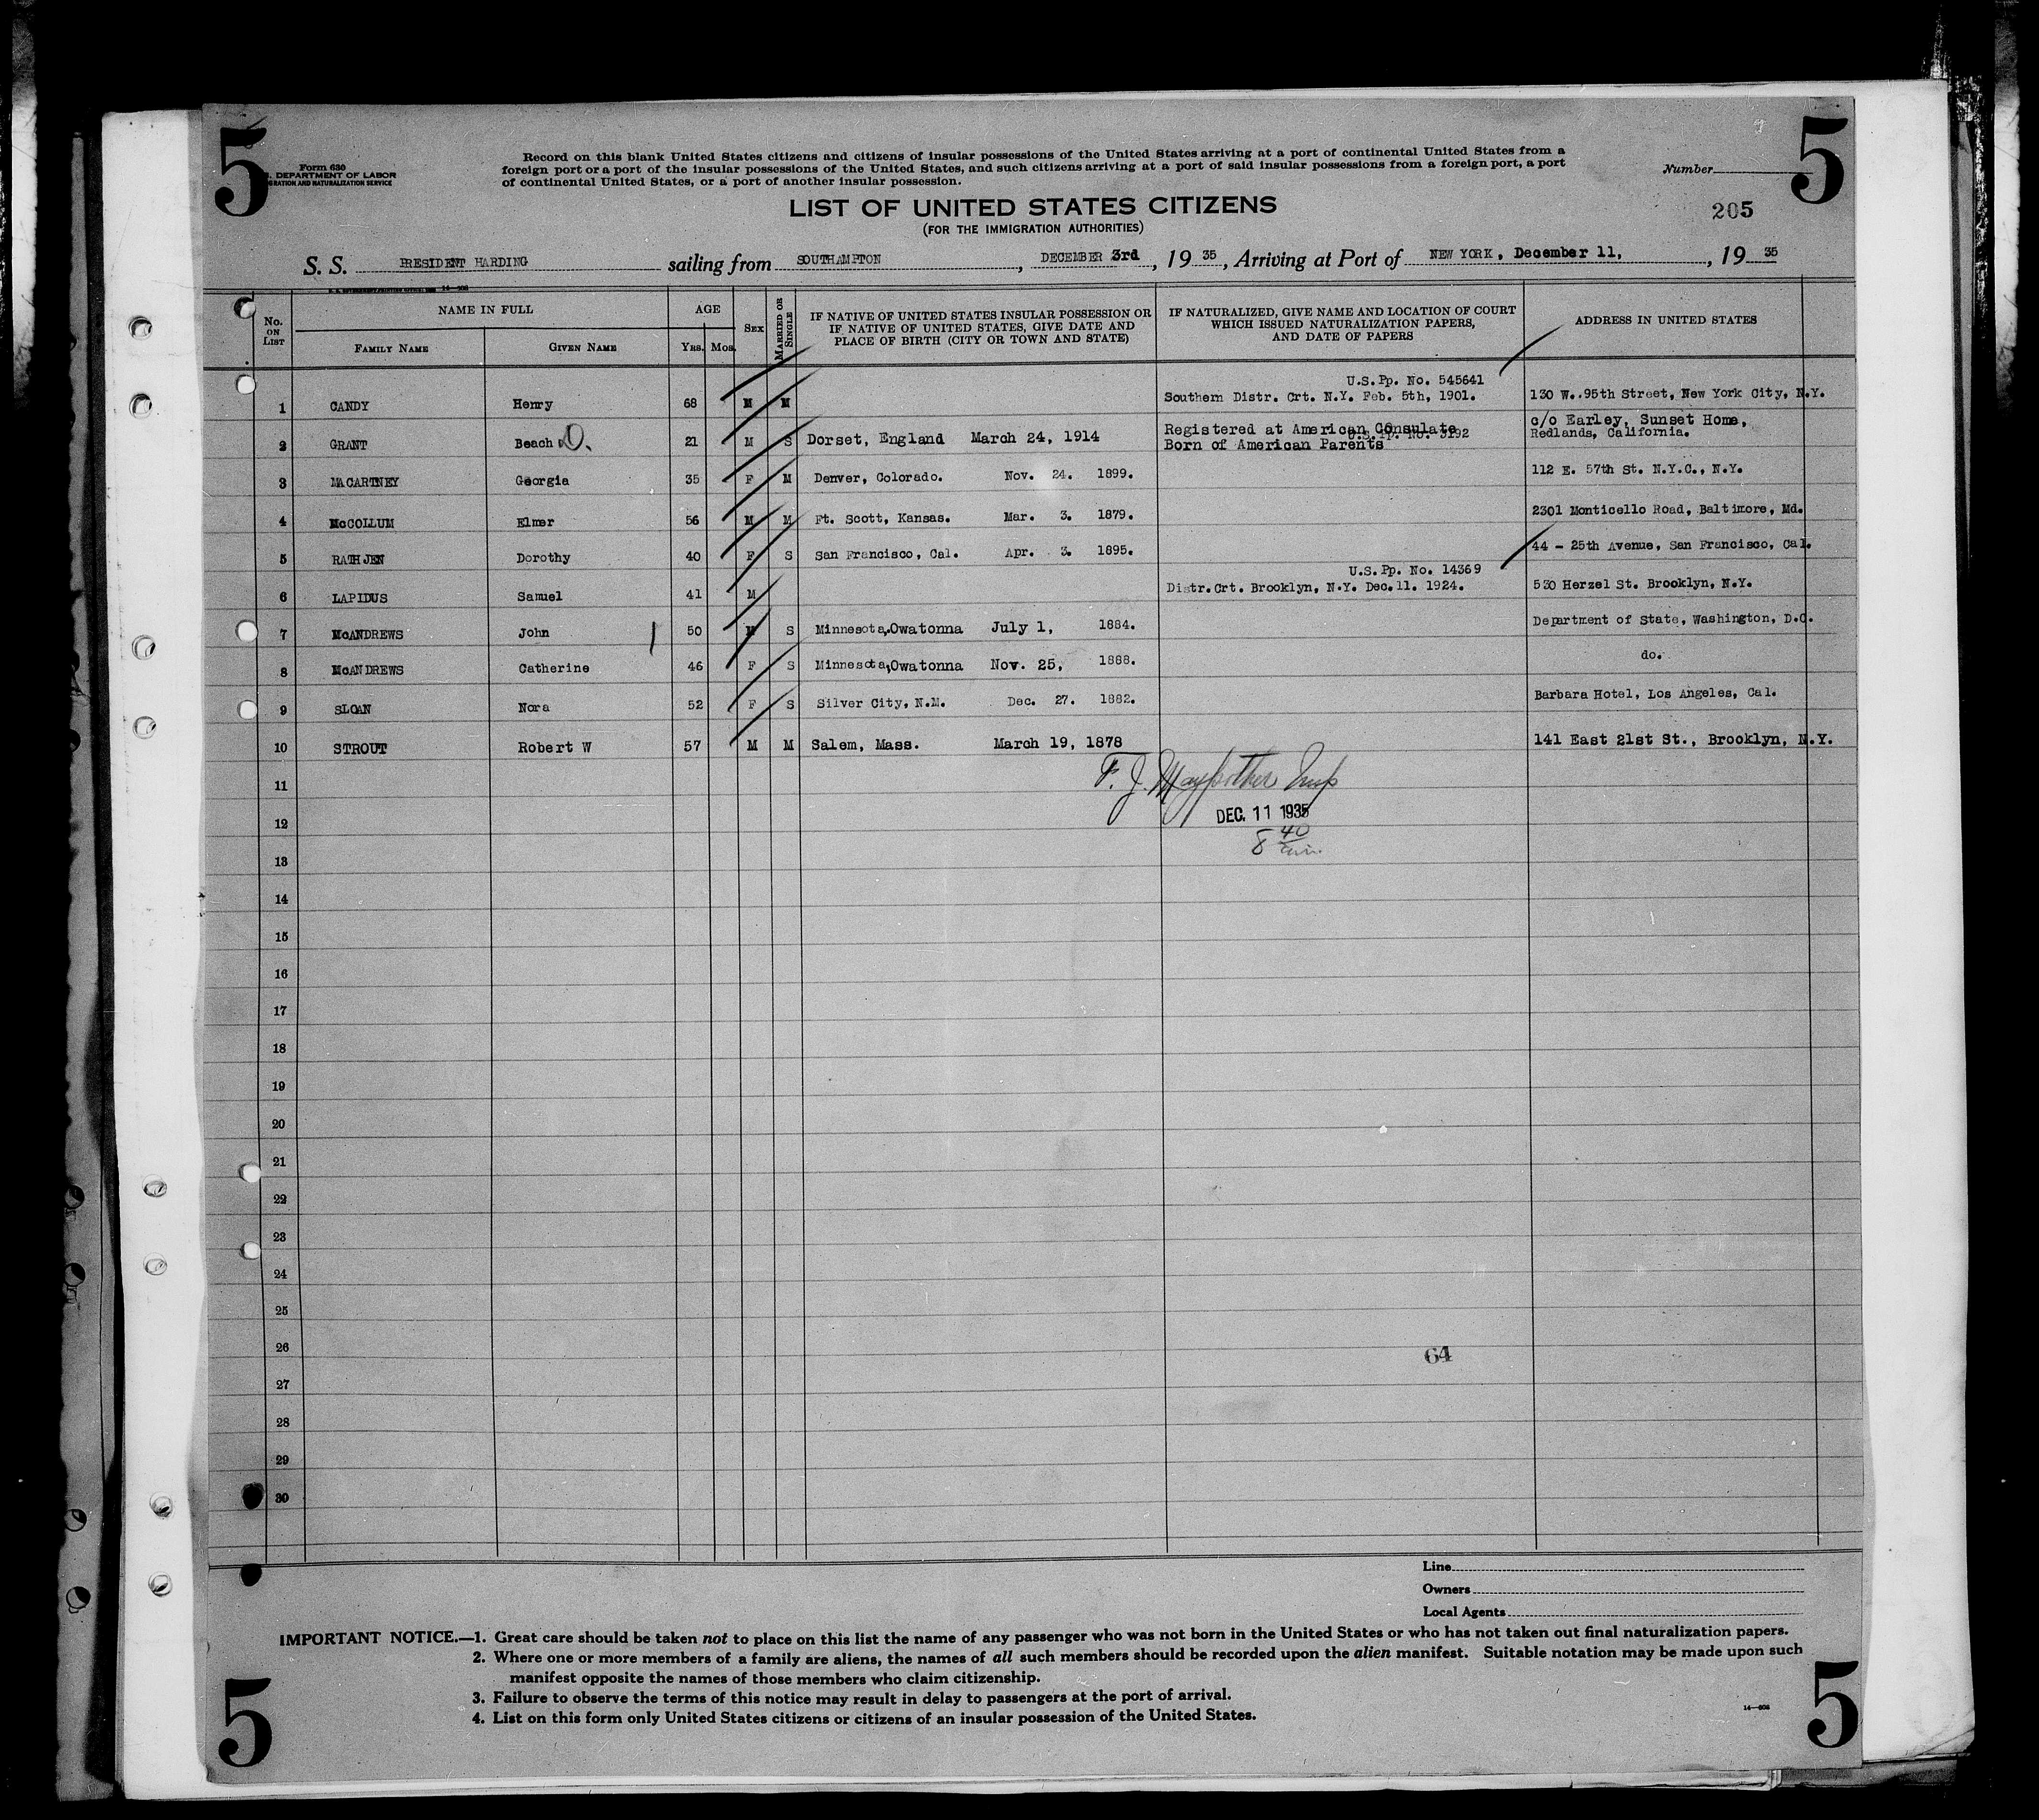 5
5
Form 630
. DEPARTMENT OF LABOR
GRATION AND NATURALIZATION SERVICE
Record on this blank United States citizens and citizens of insular possessions of the United States arriving at a port of continental United States from a
foreign port or a port of the insular possessions of the United States, and such citizens arriving at a port of said insular possessions from a foreign port, a port
of continental United States, or a port of another insular possession.
Number
LIST OF UNITED STATES CITIZENS
(FOR THE IMMIGRATION AUTHORITIES)
205
S. S. PRESIDENT HARDING sailing from SOUTHAMPTON, DECEMBER 3rd, 19 35, Arriving at Port of NEW YORK, December 11, , 19 35
No. ON LIST NAME IN FULL FAMILY NAME GIVEN NAME AGE YRS. MOS. SEX MARRIED OR SINGLE IF NATIVE OF UNITED STATES INSULAR POSSESSION OR IF NATIVE OF UNITED STATES, GIVE DATE AND PLACE OF BIRTH (CITY OR TOWN AND STATE) IF NATURALIZED, GIVE NAME AND LOCATION OF COURT WHICH ISSUED NATURALIZATION PAPERS, AND DATE OF PAPERS ADDRESS IN UNITED STATES
U.S.Pp. No. 545641
1 CANDY Henry 68 M M Southern Distr. Crt. N.Y. Feb. 5th, 1901. 130 W..95th Street, New York City, N.Y.
2 GRANT Beach O. 21 M S Dorset, England March 24, 1914 Registered at American Consulate U.S.Pp. No. 5192 Born of American Parents c/o Earley, Sunset Home, Redlands, California.
3 MACARTNEY Georgia 35 F M Denver, Colorado. Nov. 24. 1899. 112 E. 57th St. N.Y.C., N.Y.
4 McCOLLUM Elmer 56 M M Ft. Scott, Kansas. Mar. 3. 1879. 2301 Monticello Road, Baltimore, Md.
5 RATHJEN Dorothy 40 F S San Francisco, Cal. Apr. 3. 1895. 44 - 25th Avenue, San Francisco, Cal.
U.S.Pp. No. 14369
6 LAPIDUS Samuel 41 M Distr.Crt. Brooklyn, N.Y. Dec.11. 1924. 530 Herzel St. Brooklyn, N.Y.
7 McANDREWS John 50 M S Minnesota,Owatonna July 1, 1884. Department of State, Washington, D.C.
8 McANDREWS Catherine 46 F S Minnesota,Owatonna Nov. 25, 1888. do.
9 SLOAN Nora 52 F S Silver City, N.M. Dec. 27. 1882. Barbara Hotel, Los Angeles, Cal.
10 STROUT Robert W 57 M M Salem, Mass. March 19, 1878 141 East 21st St., Brooklyn, N.Y.
F. J.
11
DEC. 11 1935
12
8 40
13
14
15
16
17
18
19
20
21
22
23
24
25
26
64
27
28
29
30
Line
Owners
Local Agents
IMPORTANT NOTICE.—1. Great care should be taken not to place on this list the name of any passenger who was not born in the United States or who has not taken out final naturalization papers.
2. Where one or more members of a family are aliens, the names of all such members should be recorded upon the alien manifest. Suitable notation may be made upon such
manifest opposite the names of those members who claim citizenship.
3. Failure to observe the terms of this notice may result in delay to passengers at the port of arrival.
4. List on this form only United States citizens or citizens of an insular possession of the United States.
5
5